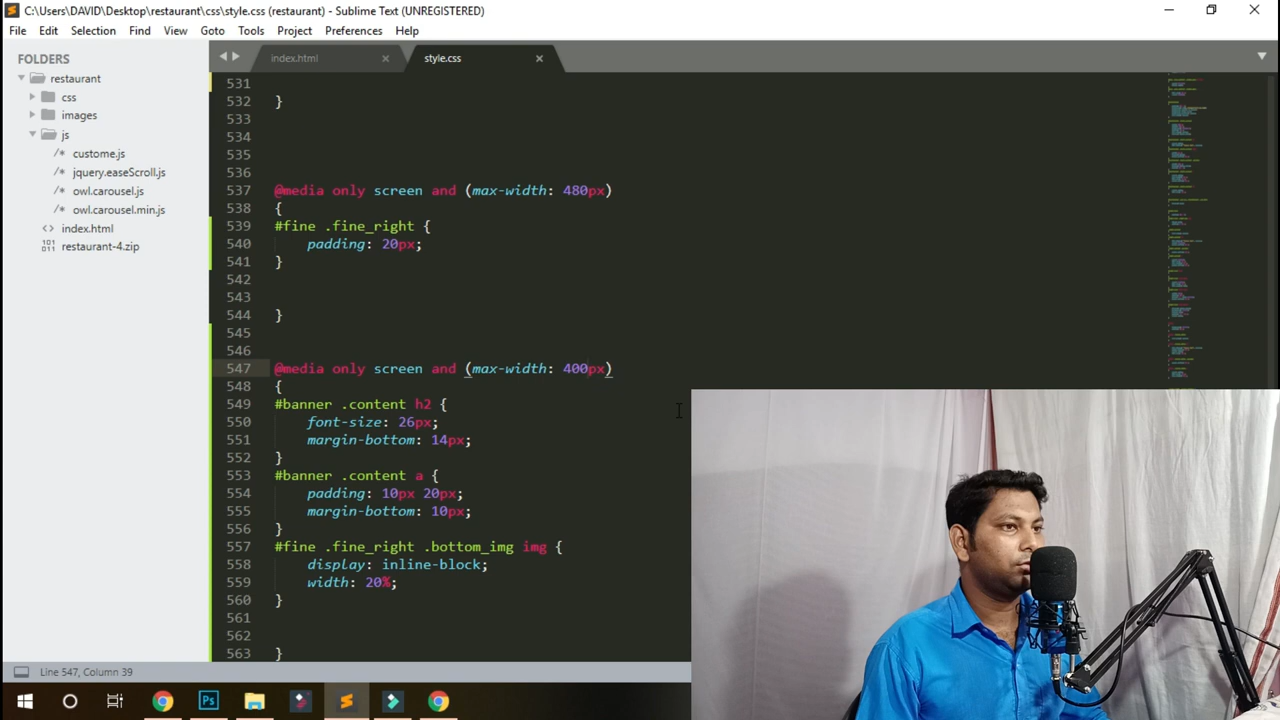 C:\Users\DAVID\Desktop\restaurant\css\style.css (restaurant) - Sublime Text (UNREGISTERED)
File Edit Selection Find View Goto Tools Project Preferences Help
FOLDERS
restaurant
css
images
js
/* custome.js
/* jquery.easeScroll.js
/* owl.carousel.js
/* owl.carousel.min.js
<> index.html
restaurant-4.zip
index.html
style.css
531
532 }
533
534
535
536
537 @media only screen and (max-width: 480px)
538 {
539 #fine .fine_right {
540 padding: 20px;
541 }
542
543
544 }
545
546
547 @media only screen and (max-width: 400px)
548 {
549 #banner .content h2 {
550 font-size: 26px;
551 margin-bottom: 14px;
552 }
553 #banner .content a {
554 padding: 10px 20px;
555 margin-bottom: 10px;
556 }
557 #fine .fine_right .bottom_img img {
558 display: inline-block;
559 width: 20%;
560 }
561
562
563 }
Line 547, Column 39
Ps